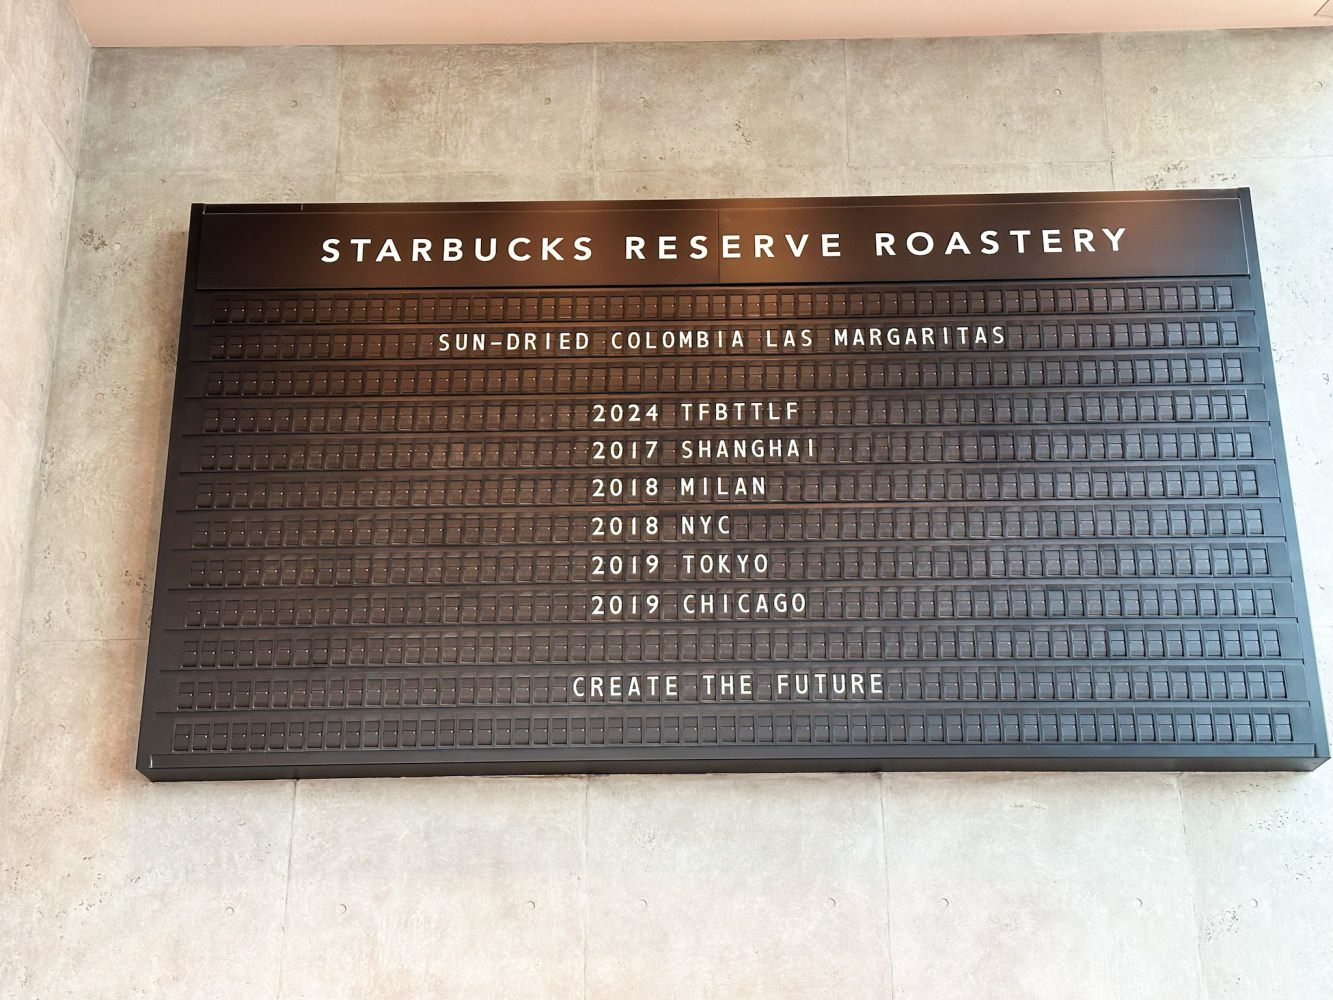 STARBUCKS RESERVE ROASTERY
SUN-DRIED COLOMBIA LAS MARGARITAS
2024 TFBTTLF
2017 SHANGHAI
2018 MILAN
2018 NYC
2019 TOKYO
2019 CHICAGO
CREATE THE FUTURE